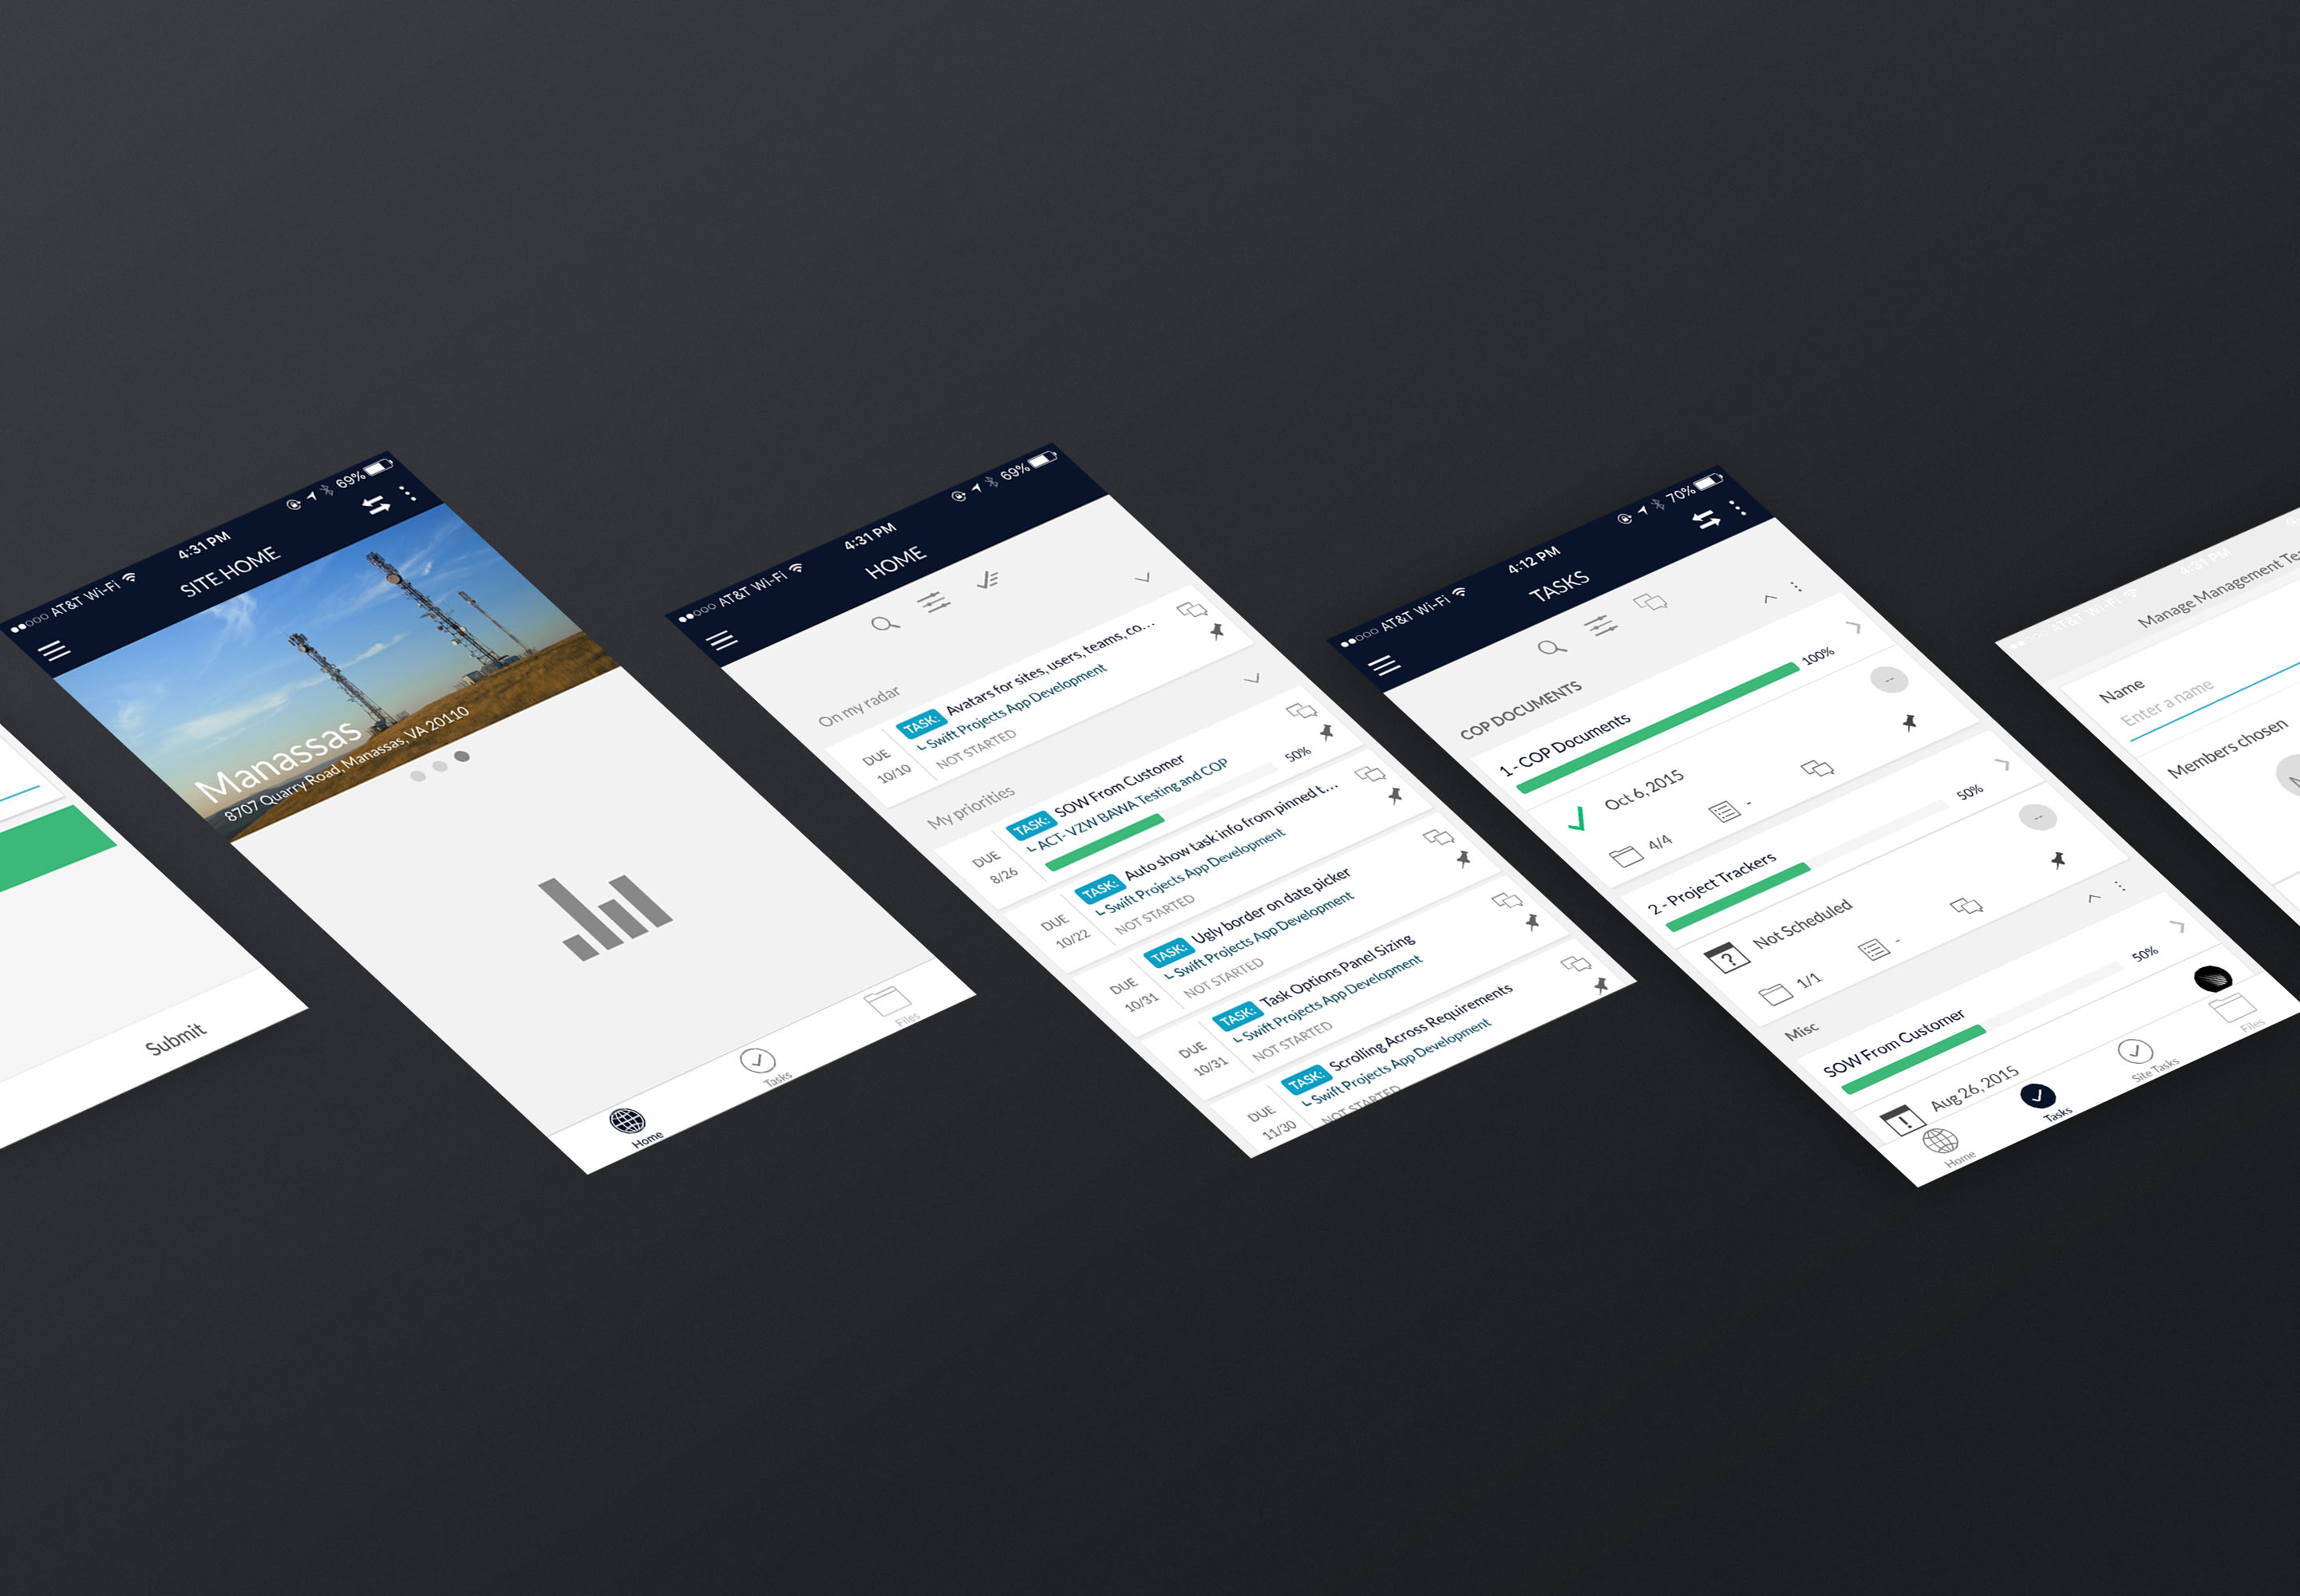 Submit
AT&T Wi-Fi
4:31 PM
69%
SITE HOME
Manassas
8707 Quarry Road, Manassas, VA 20110
Home
Tasks
Files
AT&T Wi-Fi
4:31 PM
69%
HOME
On my radar
DUE
10/10
TASK: Avatars for sites, users, teams, co...
Swift Projects App Development
NOT STARTED
My priorities
DUE
8/26
TASK: SOW From Customer
ACT- VZW BAWA Testing and COP
50%
DUE
10/22
TASK: Auto show task info from pinned t...
Swift Projects App Development
NOT STARTED
DUE
10/31
TASK: Ugly border on date picker
Swift Projects App Development
NOT STARTED
DUE
10/31
TASK: Task Options Panel Sizing
Swift Projects App Development
NOT STARTED
DUE
11/30
TASK: Scrolling Across Requirements
Swift Projects App Development
NOT STARTED
AT&T Wi-Fi
4:12 PM
70%
TASKS
COP DOCUMENTS
1 - COP Documents
100%
--
Oct 6, 2015
4/4
-
2 - Project Trackers
50%
--
Not Scheduled
1/1
-
Misc
SOW From Customer
50%
Aug 26, 2015
Home
Tasks
Site Tasks
Files
AT&T Wi-Fi
4:31 PM
Manage Management
Name
Enter a name
Members chosen